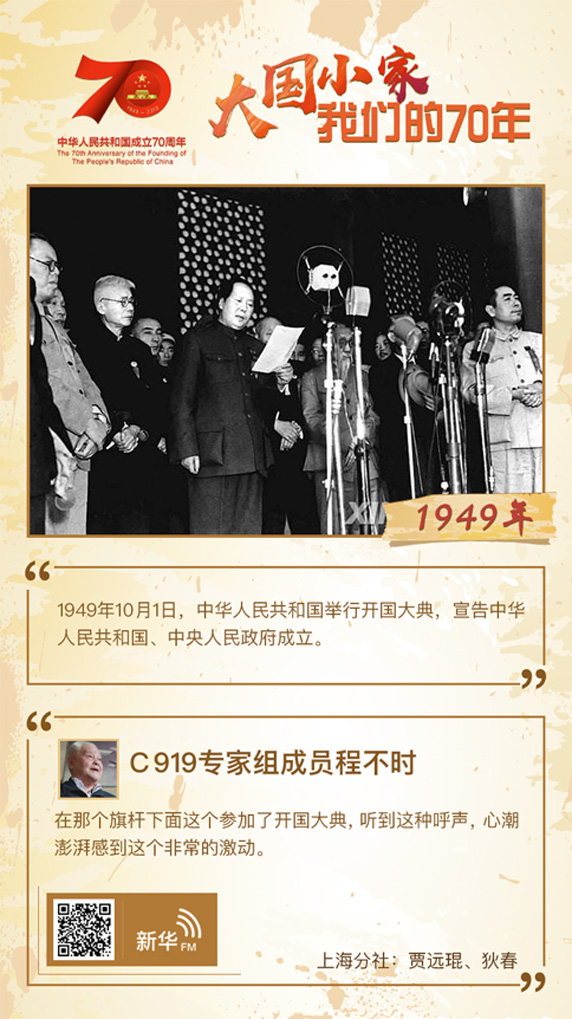 1949-2019
中华人民共和国成立70周年
The 70th Anniversary of the Founding of
The People's Republic of China
大国小家
我们的70年
1949年
1949年10月1日，中华人民共和国举行开国大典，宣告中华
人民共和国、中央人民政府成立。
C919专家组成员程不时
在那个旗杆下面这个参加了开国大典, 听到这种呼声, 心潮
澎湃感到这个非常的激动。
新华FM
上海分社：贾远琨、狄春